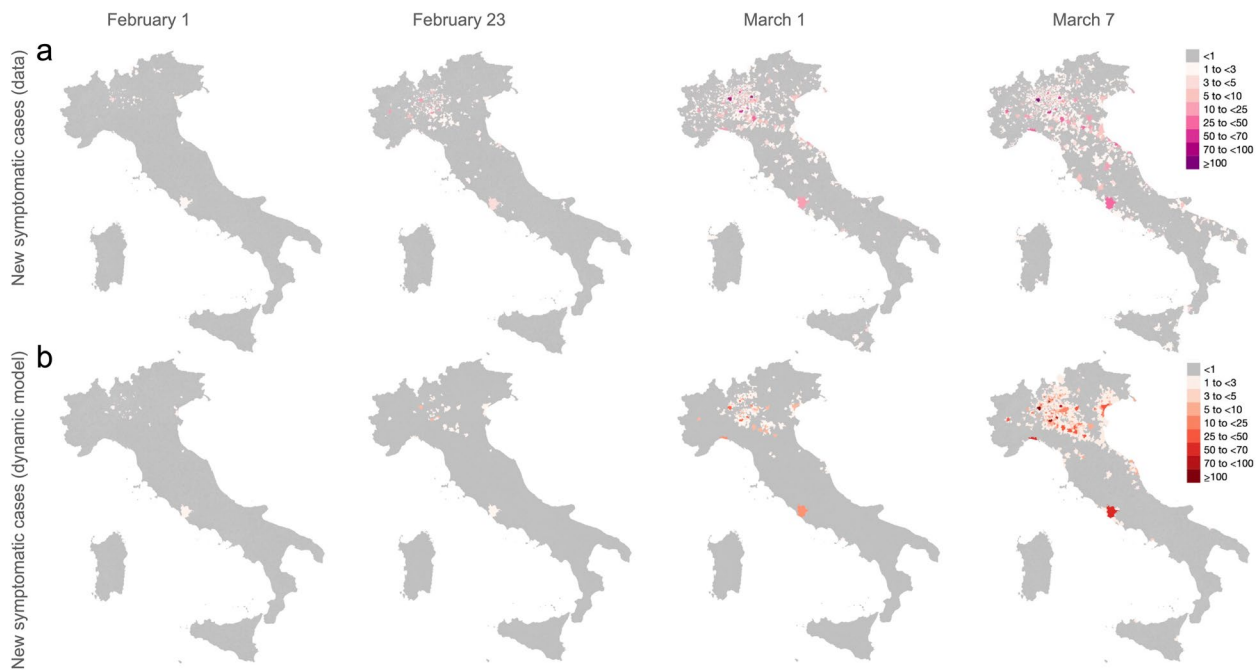 February 1
February 23
March 1
March 7
a
New symptomatic cases (data)
<1
1 to <3
3 to <5
5 to <10
10 to <25
25 to <50
50 to <70
70 to <100
≥100
b
New symptomatic cases (dynamic model)
<1
1 to <3
3 to <5
5 to <10
10 to <25
25 to <50
50 to <70
70 to <100
≥100